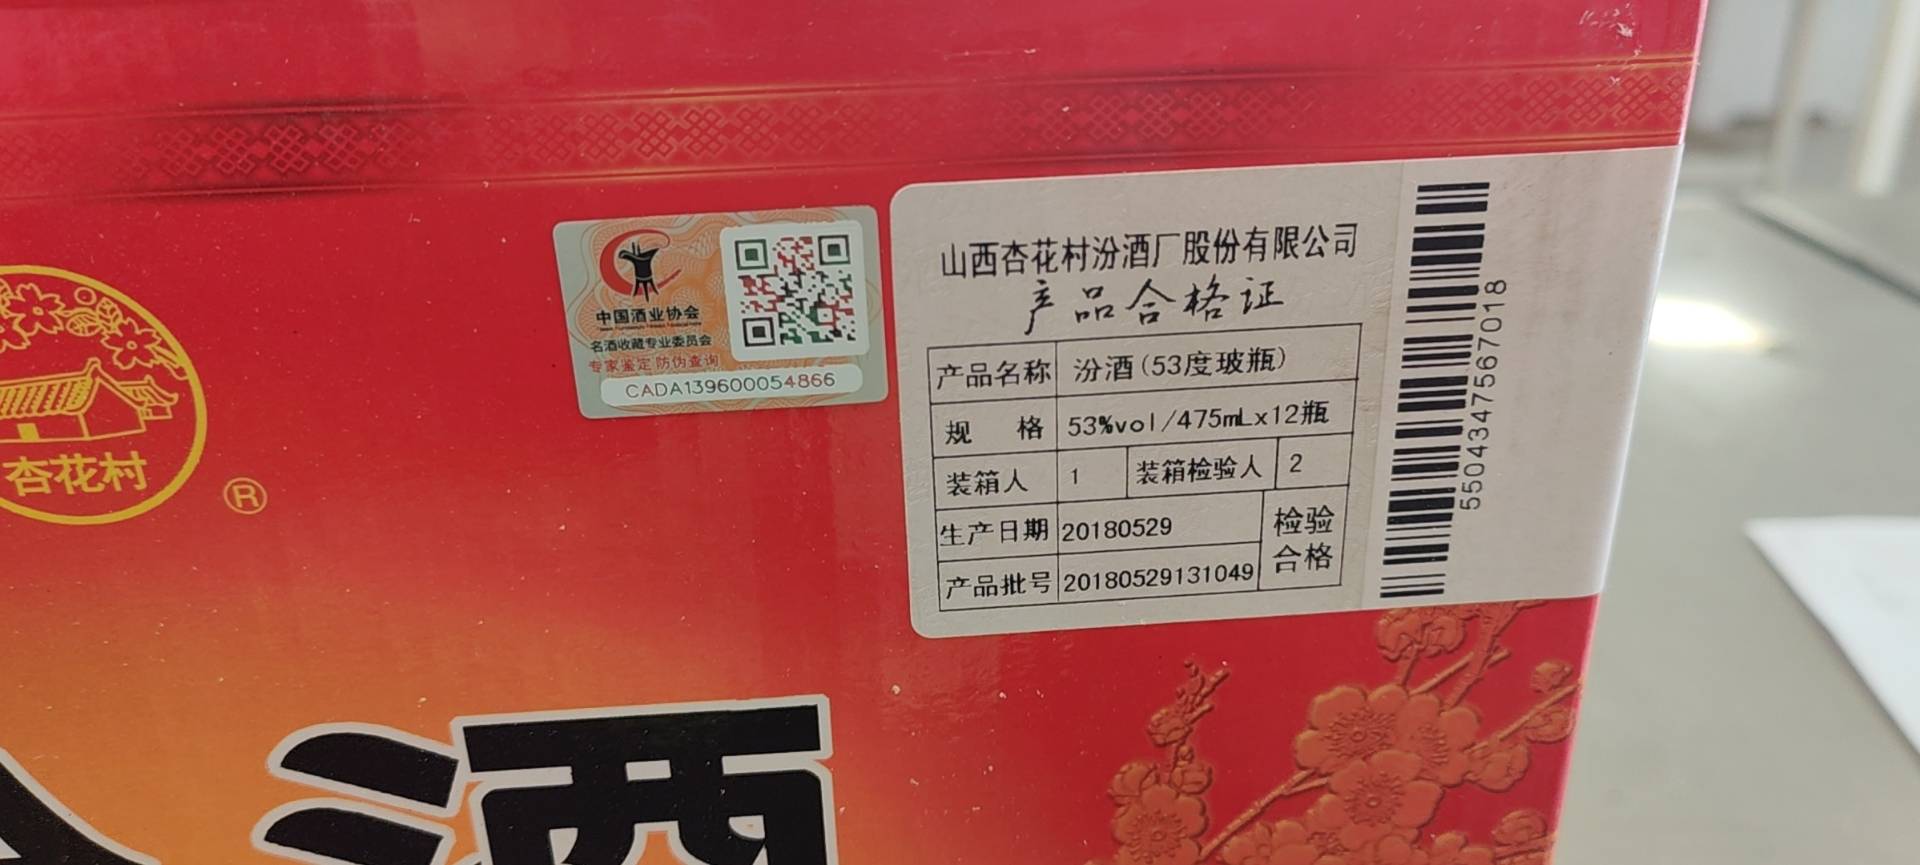 杏花村
®
中国酒业协会
名酒收藏专业委员会
专家鉴定 防伪查询
CADA139600054866
山西杏花村汾酒厂股份有限公司
产品合格证
产品名称 汾酒(53度玻瓶)
规 格 53%vol/475mLx12瓶
装箱人 1 装箱检验人 2
生产日期 20180529 检验
产品批号 20180529131049 合格
5504347567018
酒